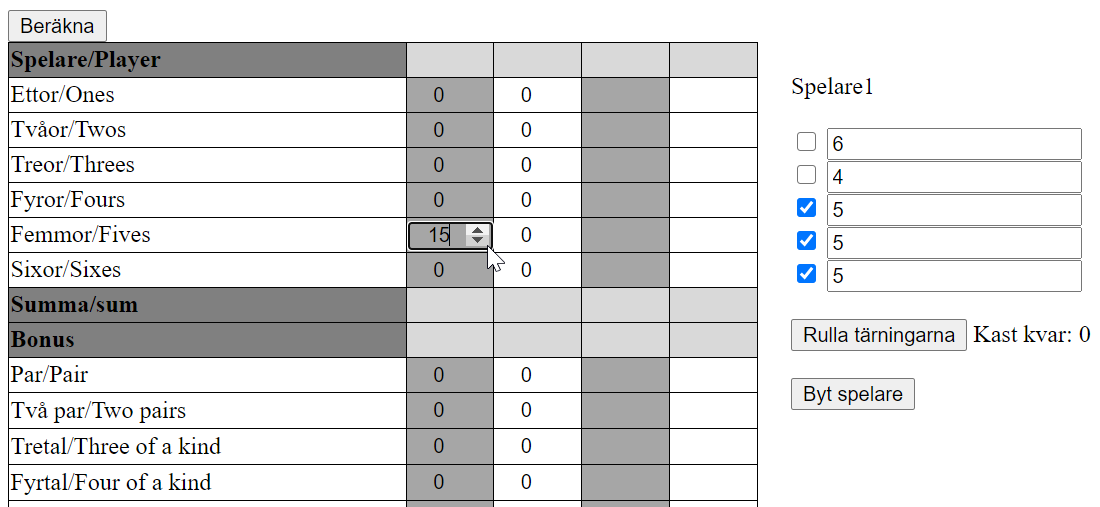 Beräkna
Spelare/Player
Ettor/Ones 0 0
Tvåor/Twos 0 0
Treor/Threes 0 0
Fyror/Fours 0 0
Femmor/Fives 15 0
Sixor/Sixes 0 0
Summa/sum
Bonus
Par/Pair 0 0
Två par/Two pairs 0 0
Tretal/Three of a kind 0 0
Fyrtal/Four of a kind 0 0
Spelare1
6
4
5
5
5
Rulla tärningarna Kast kvar: 0
Byt spelare